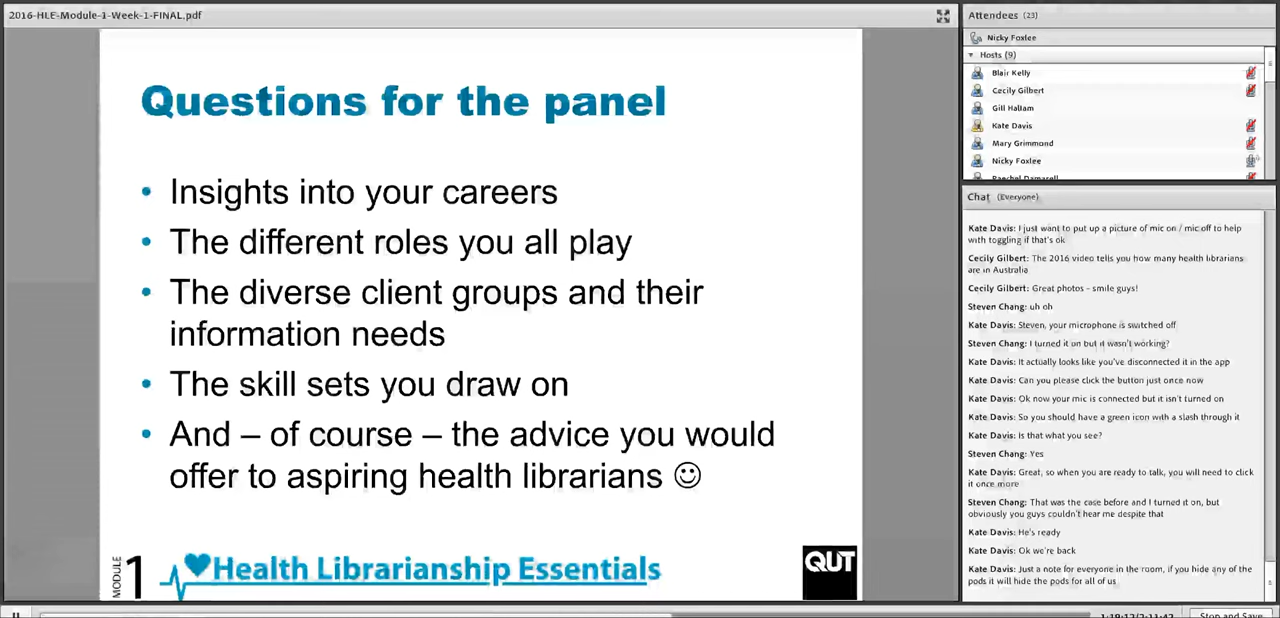 2016-HLE-Module-1-Week-1-FINAL.pdf
Questions for the panel
• Insights into your careers
• The different roles you all play
• The diverse client groups and their
information needs
• The skill sets you draw on
• And – of course – the advice you would
offer to aspiring health librarians ☺
MODULE 1
Health Librarianship Essentials
QUT
Attendees (23)
Nicky Foxlee
Hosts (9)
Blair Kelly
Cecily Gilbert
Gill Hallam
Kate Davis
Mary Grimmond
Nicky Foxlee
Raechel Damarell
Chat (Everyone)
Kate Davis: I just want to put up a picture of mic on / mic off to help
with toggling if that's ok
Cecily Gilbert: The 2016 video tells you how many health librarians
are in Australia
Cecily Gilbert: Great photos - smile guys!
Steven Chang: uh oh
Kate Davis: Steven, your microphone is switched off
Steven Chang: I turned it on but it wasn't working?
Kate Davis: It actually looks like you've disconnected it in the app
Kate Davis: Can you please click the button just once now
Kate Davis: Ok now your mic is connected but it isn't turned on
Kate Davis: So you should have a green icon with a slash through it
Kate Davis: Is that what you see?
Steven Chang: Yes
Kate Davis: Great, so when you are ready to talk, you will need to click
it once more
Steven Chang: That was the case before and I turned it on, but
obviously you guys couldn't hear me despite that
Kate Davis: He's ready
Kate Davis: Ok we're back
Kate Davis: Just a note for everyone in the room, if you hide any of the
pods it will hide the pods for all of us
Stop and Save